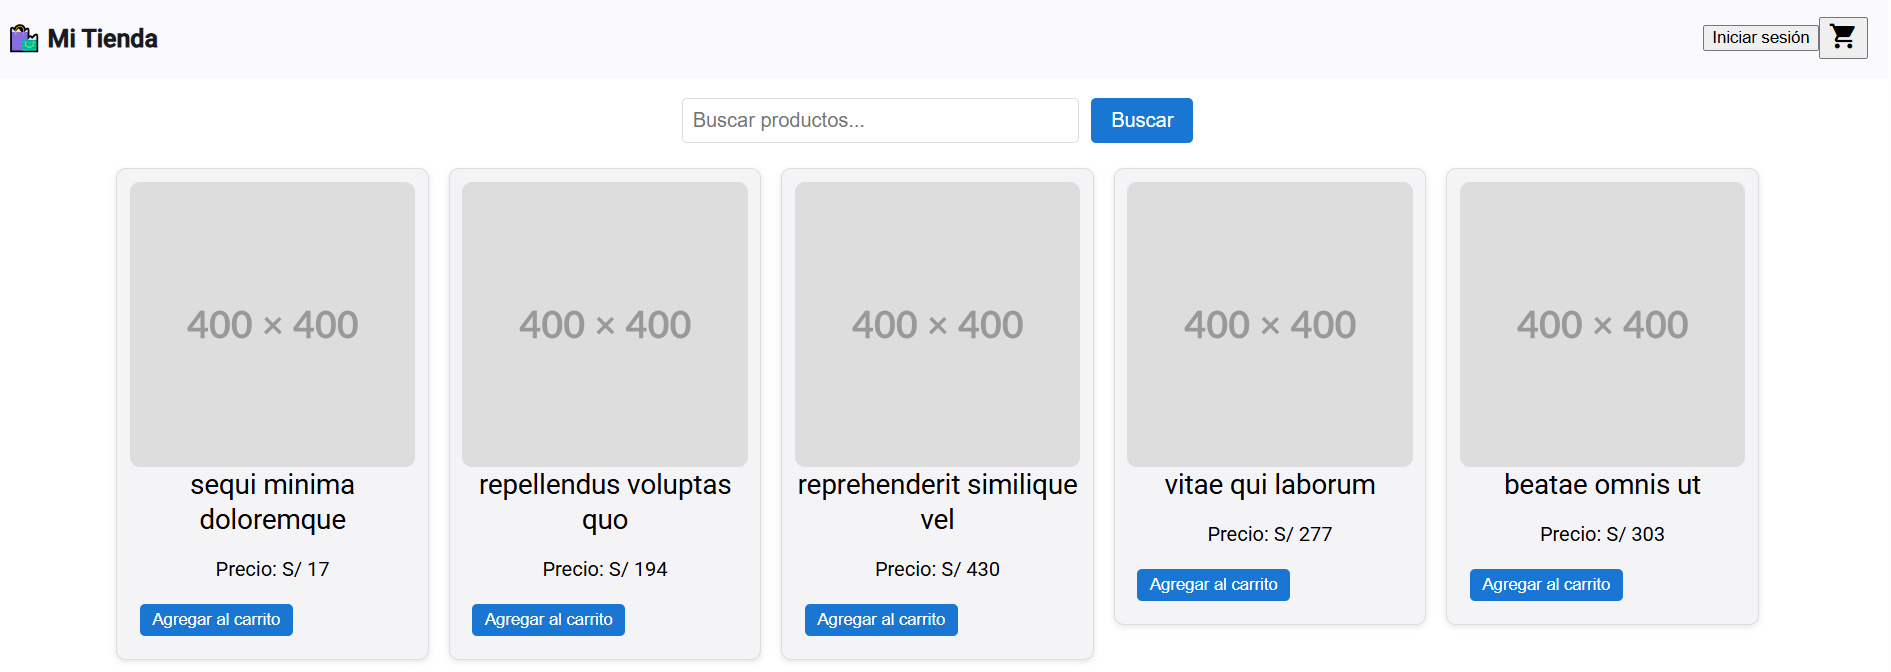 Mi Tienda
Iniciar sesión
Buscar productos...
Buscar
400 × 400
sequi minima
doloremque
Precio: S/ 17
Agregar al carrito
400 × 400
repellendus voluptas
quo
Precio: S/ 194
Agregar al carrito
400 × 400
reprehenderit similique
vel
Precio: S/ 430
Agregar al carrito
400 × 400
vitae qui laborum
Precio: S/ 277
Agregar al carrito
400 × 400
beatae omnis ut
Precio: S/ 303
Agregar al carrito